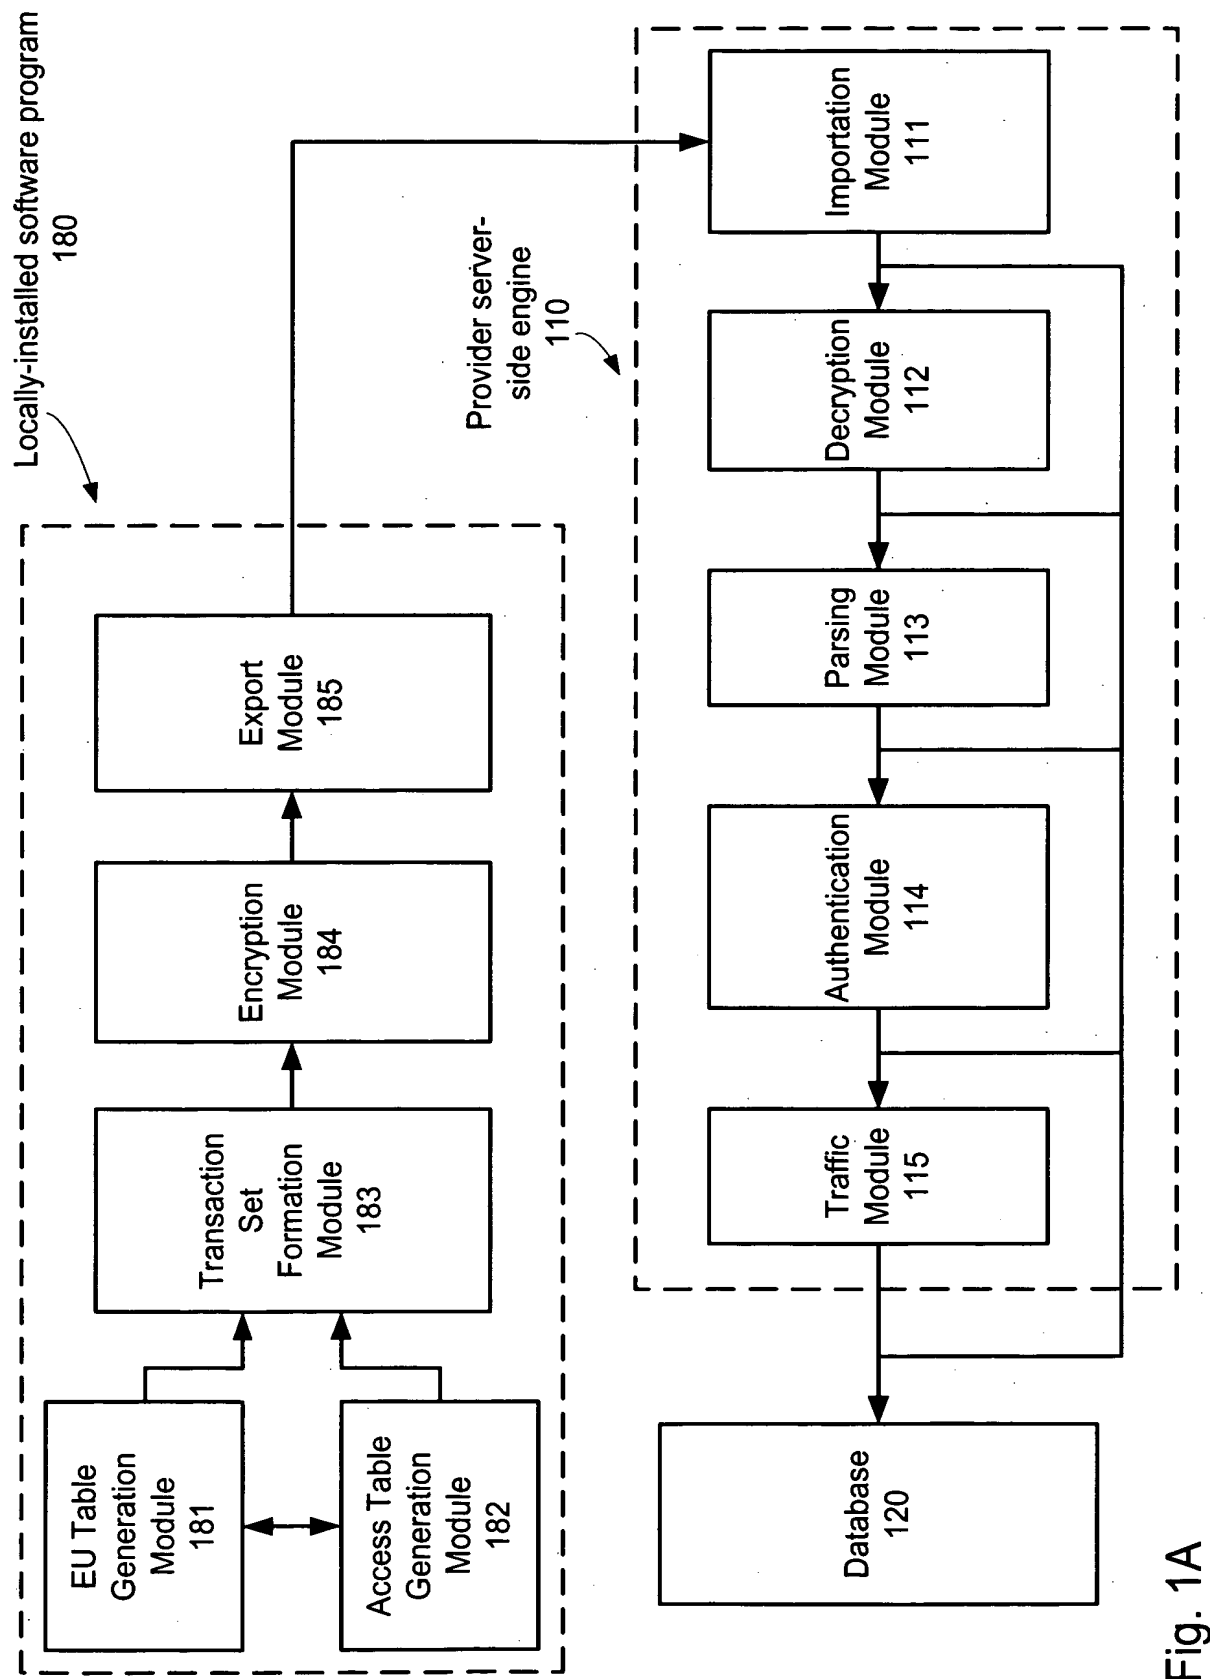 Locally-installed software program
180
EU Table
Generation
Module
181
Access Table
Generation
Module
182
Transaction
Set
Formation
Module
183
Encryption
Module
184
Export
Module
185
Provider server-
side engine
110
Database
120
Traffic
Module
115
Authentication
Module
114
Parsing
Module
113
Decryption
Module
112
Importation
Module
111
Fig. 1A